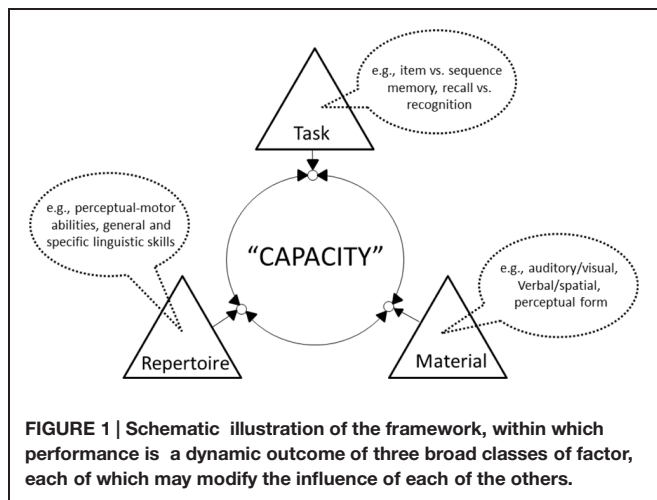 e.g., item vs. sequence
memory, recall vs.
recognition
Task
e.g., perceptual-motor
abilities, general and
specific linguistic skills
"CAPACITY"
e.g., auditory/visual,
Verbal/spatial,
perceptual form
Repertoire
Material
FIGURE 1 | Schematic illustration of the framework, within which
performance is a dynamic outcome of three broad classes of factor,
each of which may modify the influence of each of the others.